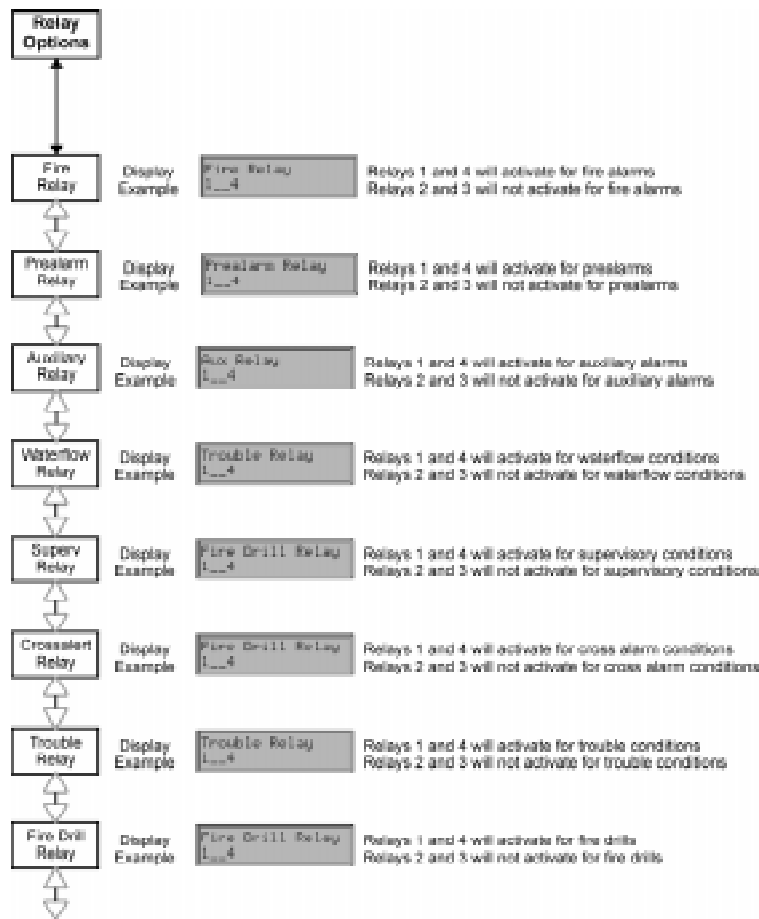 Relay
Options
Fire
Relay
Display
Example
Fire Relay
1__4
Relays 1 and 4 will activate for fire alarms
Relays 2 and 3 will not activate for fire alarms
Prealarm
Relay
Display
Example
Prealarm Relay
1__4
Relays 1 and 4 will activate for prealarms
Relays 2 and 3 will not activate for prealarms
Auxiliary
Relay
Display
Example
Aux Relay
1__4
Relays 1 and 4 will activate for auxiliary alarms
Relays 2 and 3 will not activate for auxiliary alarms
Waterflow
Relay
Display
Example
Trouble Relay
1__4
Relays 1 and 4 will activate for waterflow conditions
Relays 2 and 3 will not activate for waterflow conditions
Superv
Relay
Display
Example
Fire Drill Relay
1__4
Relays 1 and 4 will activate for supervisory conditions
Relays 2 and 3 will not activate for supervisory conditions
Crossalert
Relay
Display
Example
Fire Drill Relay
1__4
Relays 1 and 4 will activate for cross alarm conditions
Relays 2 and 3 will not activate for cross alarm conditions
Trouble
Relay
Display
Example
Trouble Relay
1__4
Relays 1 and 4 will activate for trouble conditions
Relays 2 and 3 will not activate for trouble conditions
Fire Drill
Relay
Display
Example
Fire Drill Relay
1__4
Relays 1 and 4 will activate for fire drills
Relays 2 and 3 will not activate for fire drills